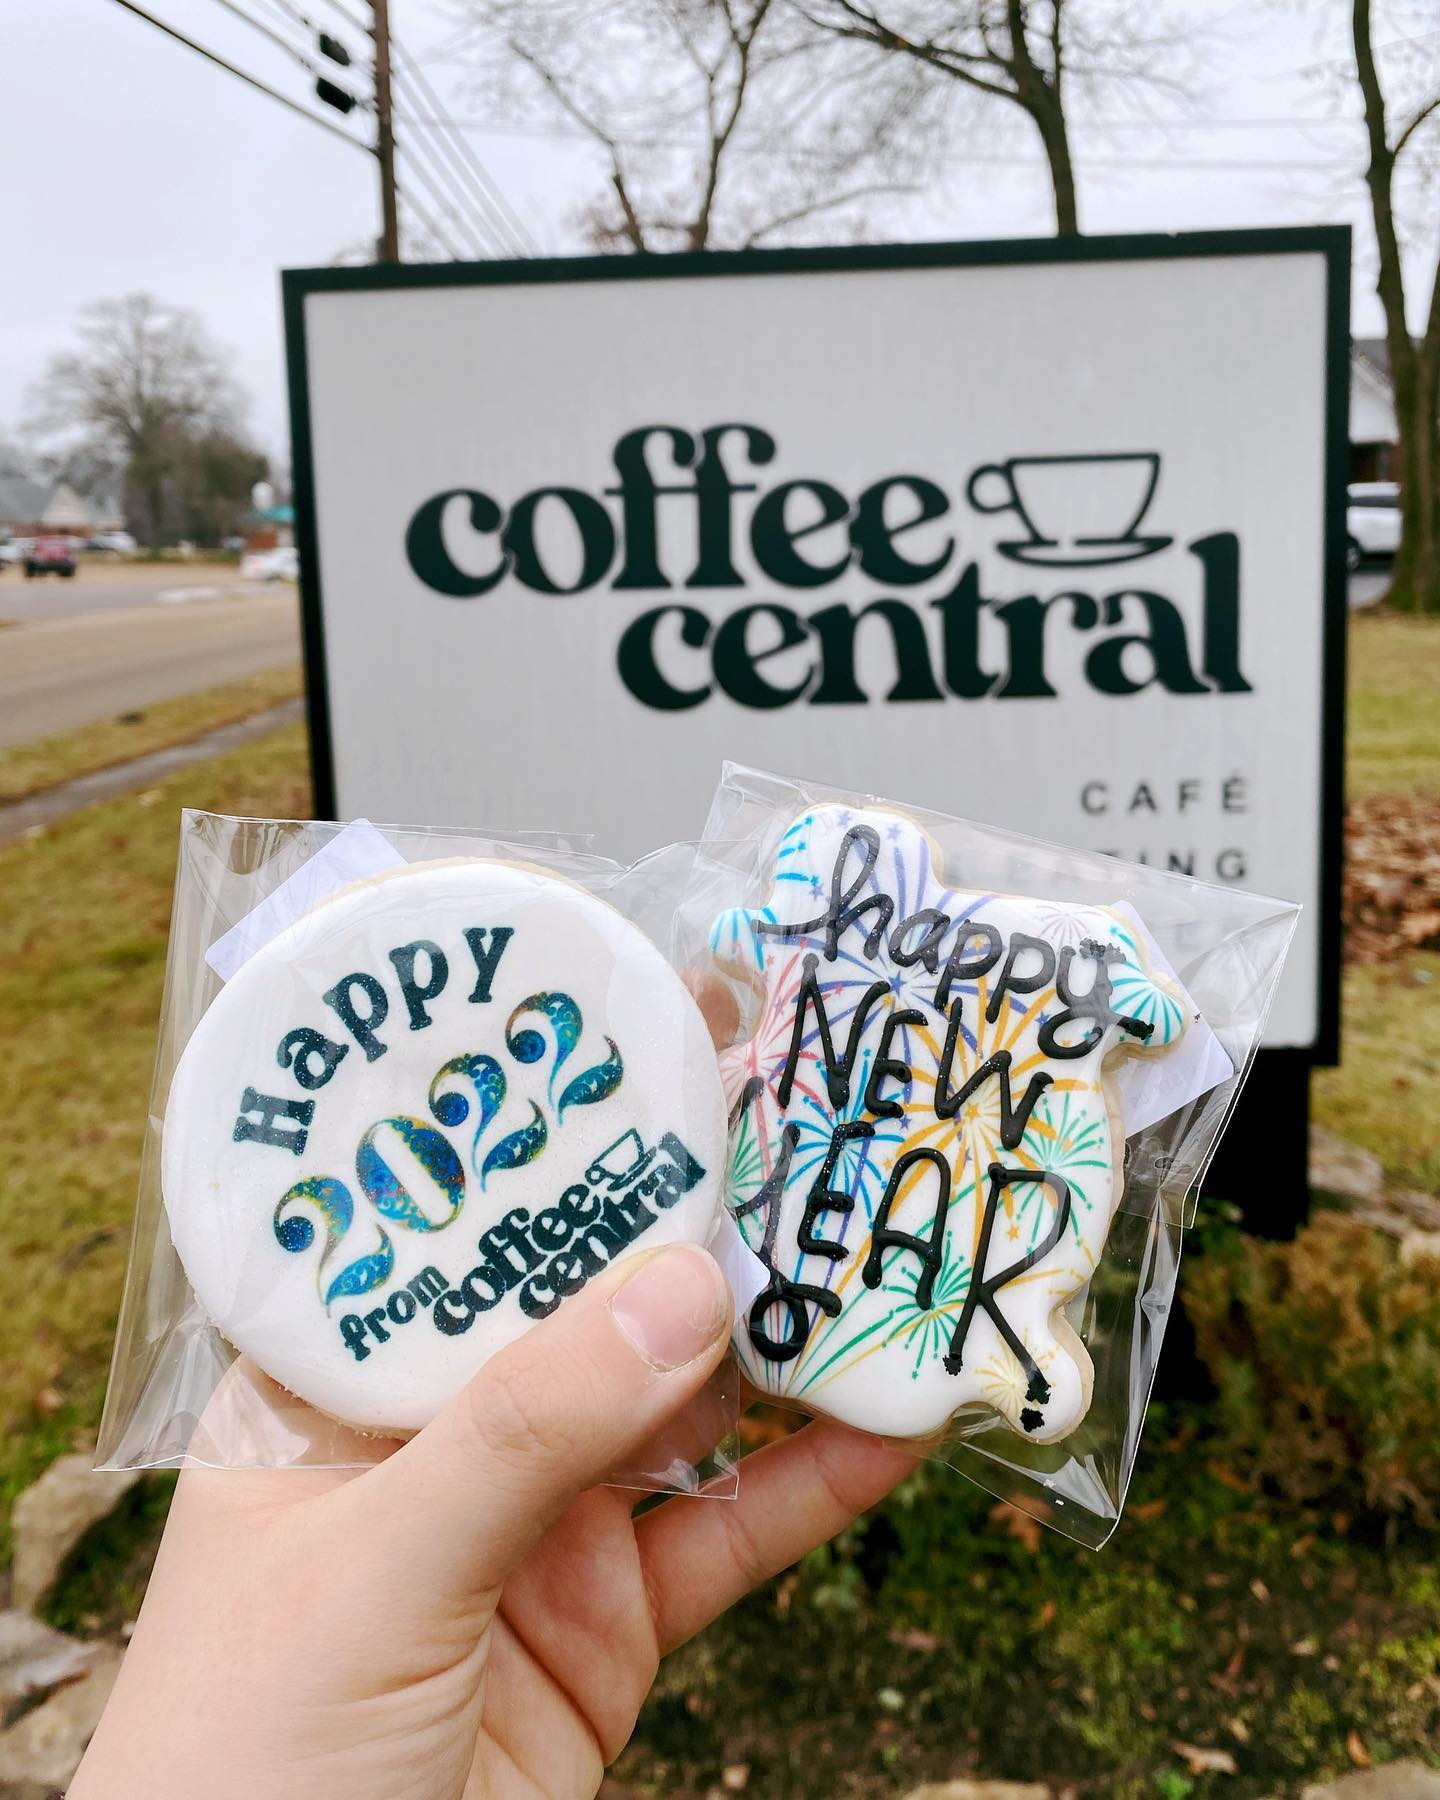 coffee
central
CAFÉ
Happy
2022
from coffee
central
happy
NEW
YEAR